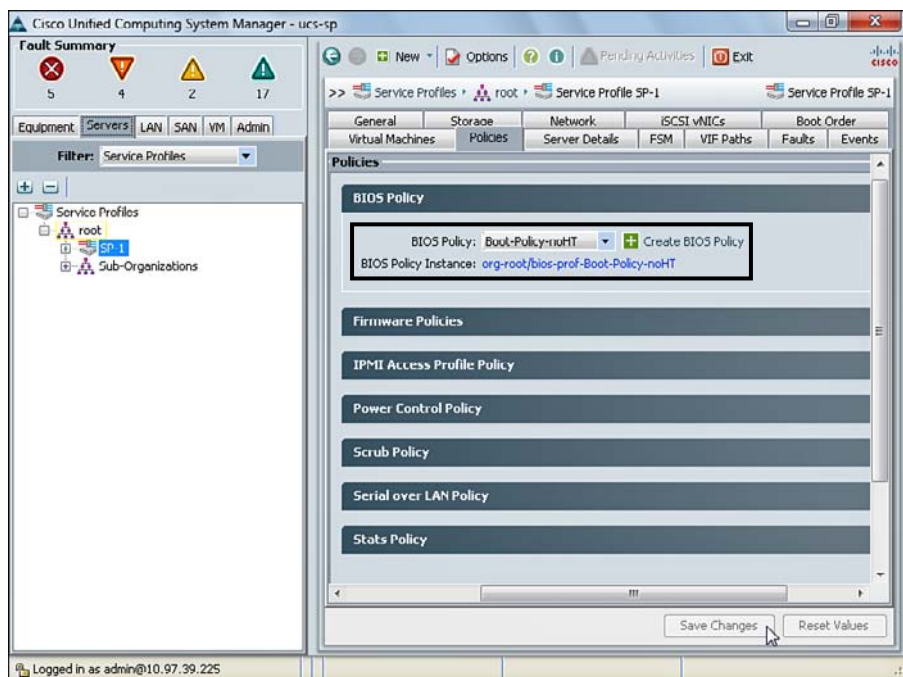 Cisco Unified Computing System Manager - ucs-sp
Fault Summary
5 4 2 17
Equipment Servers LAN SAN VM Admin
Filter: Service Profiles
Service Profiles
root
SP-1
Sub-Organizations
New Options Pending Activities Exit
CISCO
>> Service Profiles root Service Profile SP-1 Service Profile SP-1
General Storage Network iSCSI vNICs Boot Order
Virtual Machines Policies Server Details FSM VIF Paths Faults Events
Policies
BIOS Policy
BIOS Policy: Boot-Policy-noHT Create BIOS Policy
BIOS Policy Instance: org-root/bios-prof-Boot-Policy-noHT
Firmware Policies
IPMI Access Profile Policy
Power Control Policy
Scrub Policy
Serial over LAN Policy
Stats Policy
Save Changes Reset Values
Logged in as admin@10.97.39.225